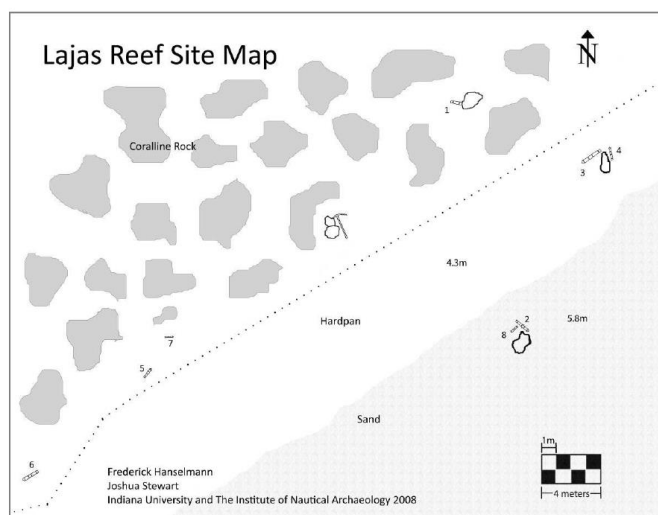 Lajas Reef Site Map
N
1
Coralline Rock
4
3
4.3m
2
5.8m
8
Hardpan
7
5
Sand
1m
6
Frederick Hanselmann
Joshua Stewart
Indiana University and The Institute of Nautical Archaeology 2008
4 meters